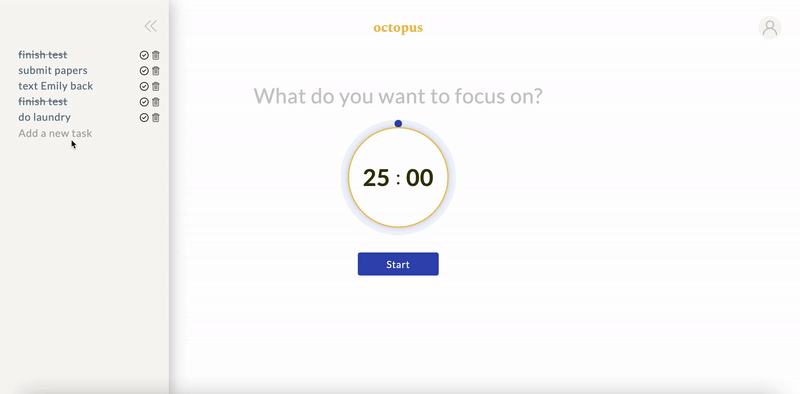 octopus
finish test
submit papers
text Emily back
finish test
do laundry
Add a new task
What do you want to focus on?
25 : 00
Start